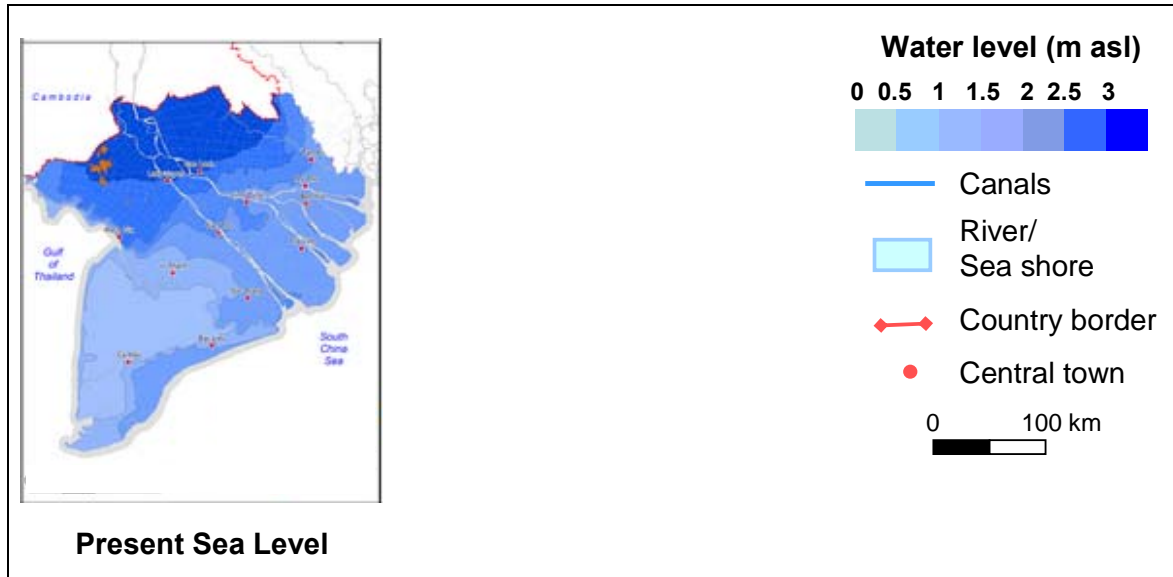 Water level (m asl)
0 0.5 1 1.5 2 2.5 3
Canals
River/
Sea shore
Country border
Central town
0 100 km
Cambodia
Gulf
of
Thailand
South
China
Sea
Present Sea Level